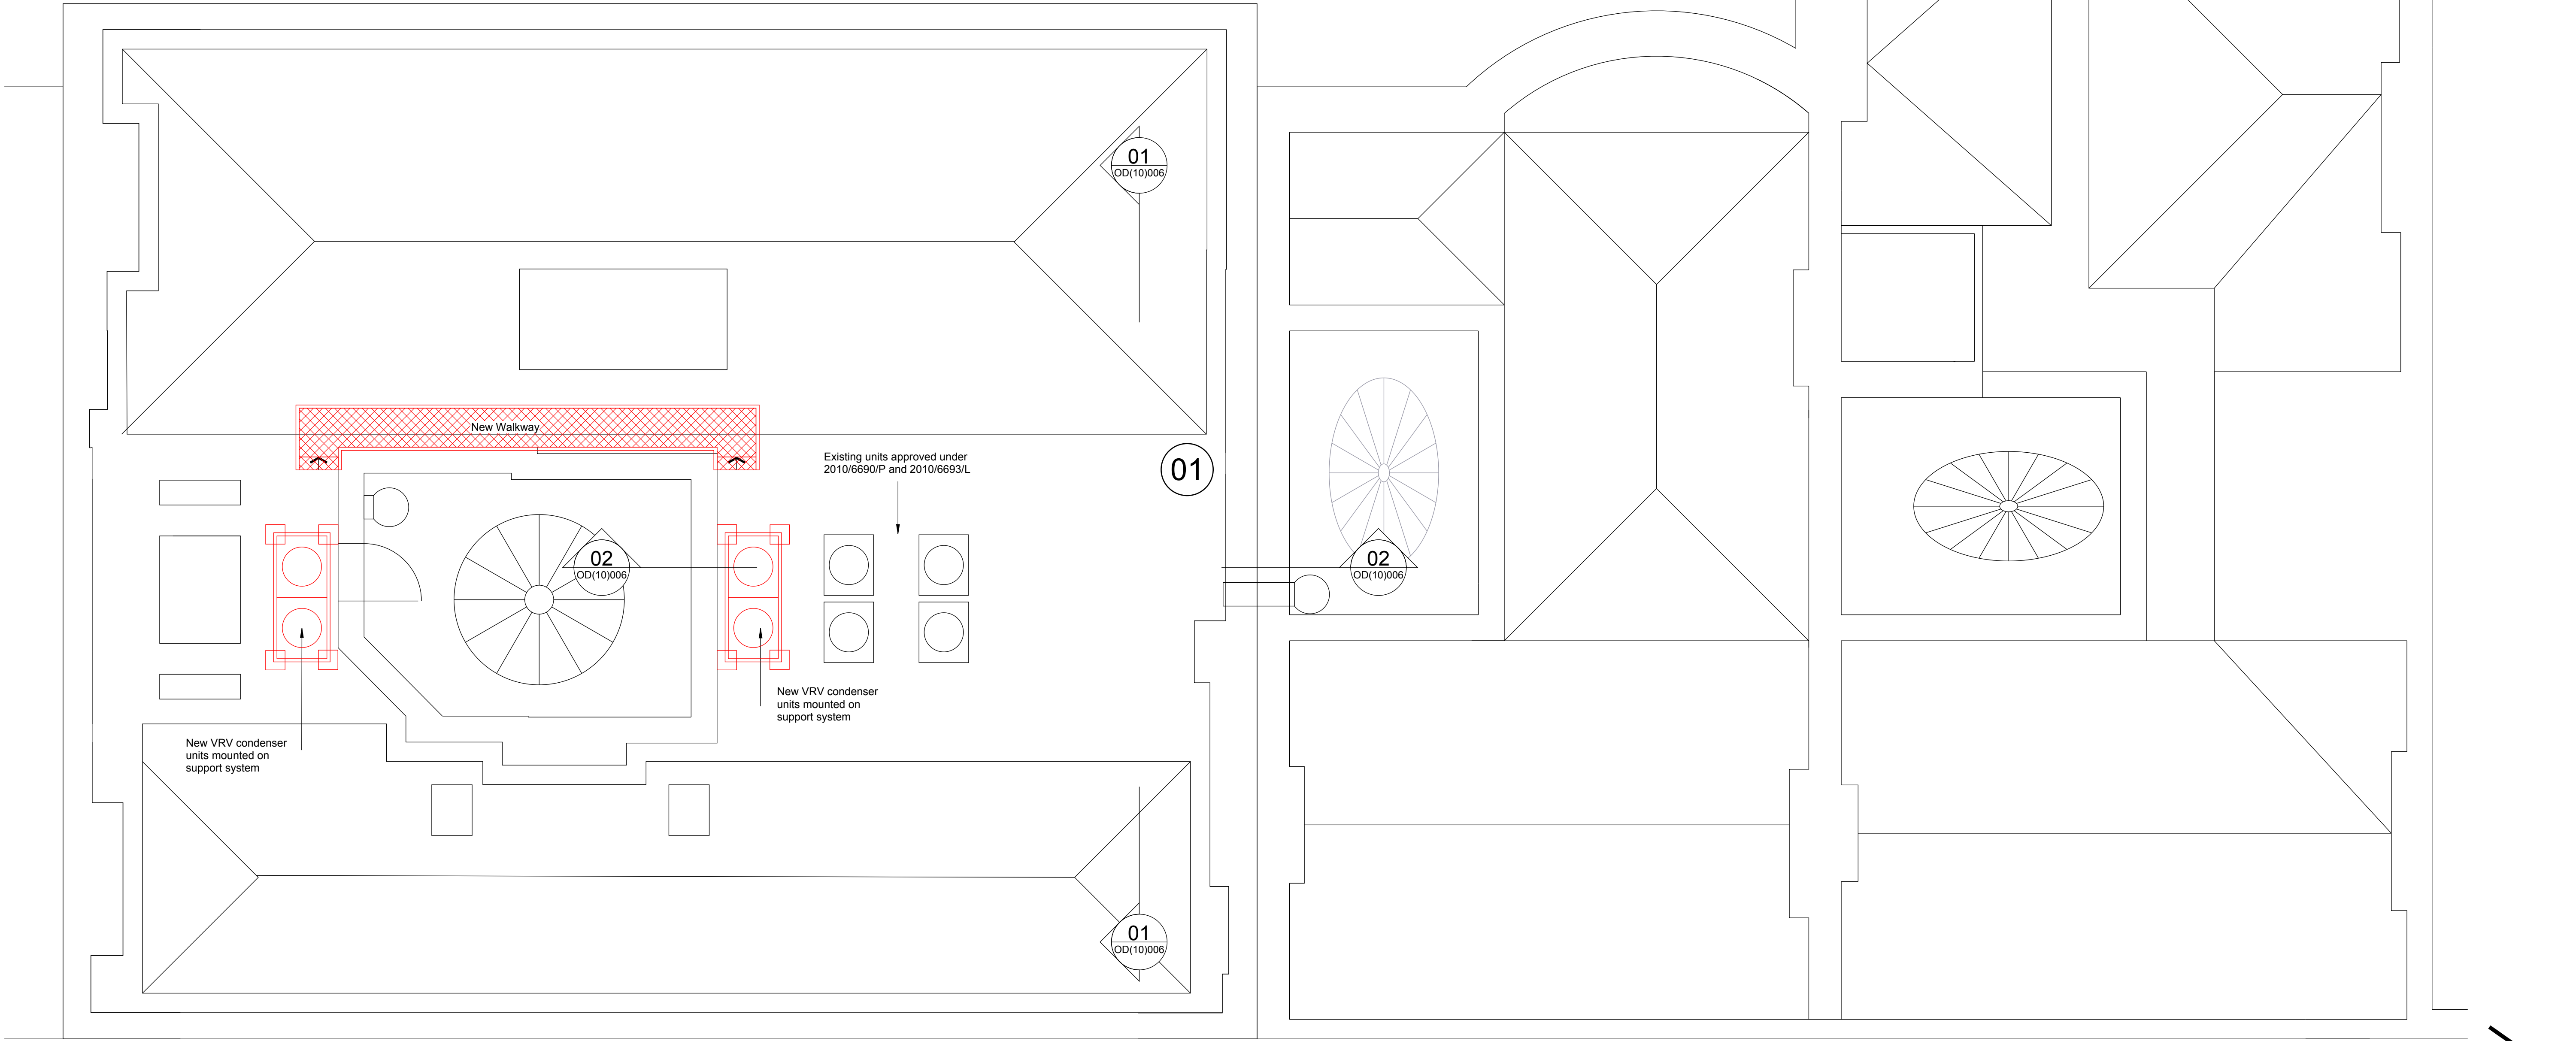 01
OD(10)006
New Walkway
Existing units approved under
2010/6690/P and 2010/6693/L
01
02
OD(10)006
02
OD(10)006
New VRV condenser
units mounted on
support system
New VRV condenser
units mounted on
support system
01
OD(10)006